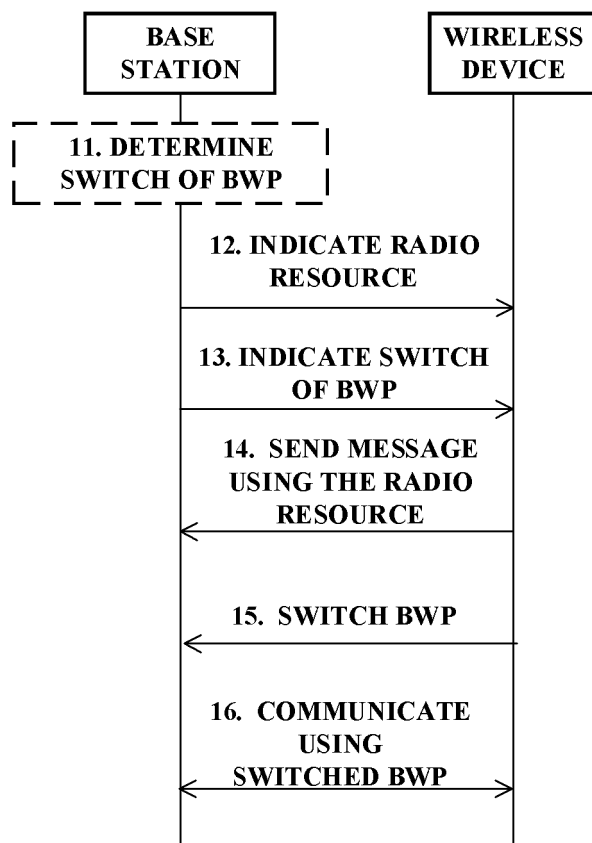 BASE
STATION
WIRELESS
DEVICE
11. DETERMINE
SWITCH OF BWP
12. INDICATE RADIO
RESOURCE
13. INDICATE SWITCH
OF BWP
14. SEND MESSAGE
USING THE RADIO
RESOURCE
15. SWITCH BWP
16. COMMUNICATE
USING
SWITCHED BWP